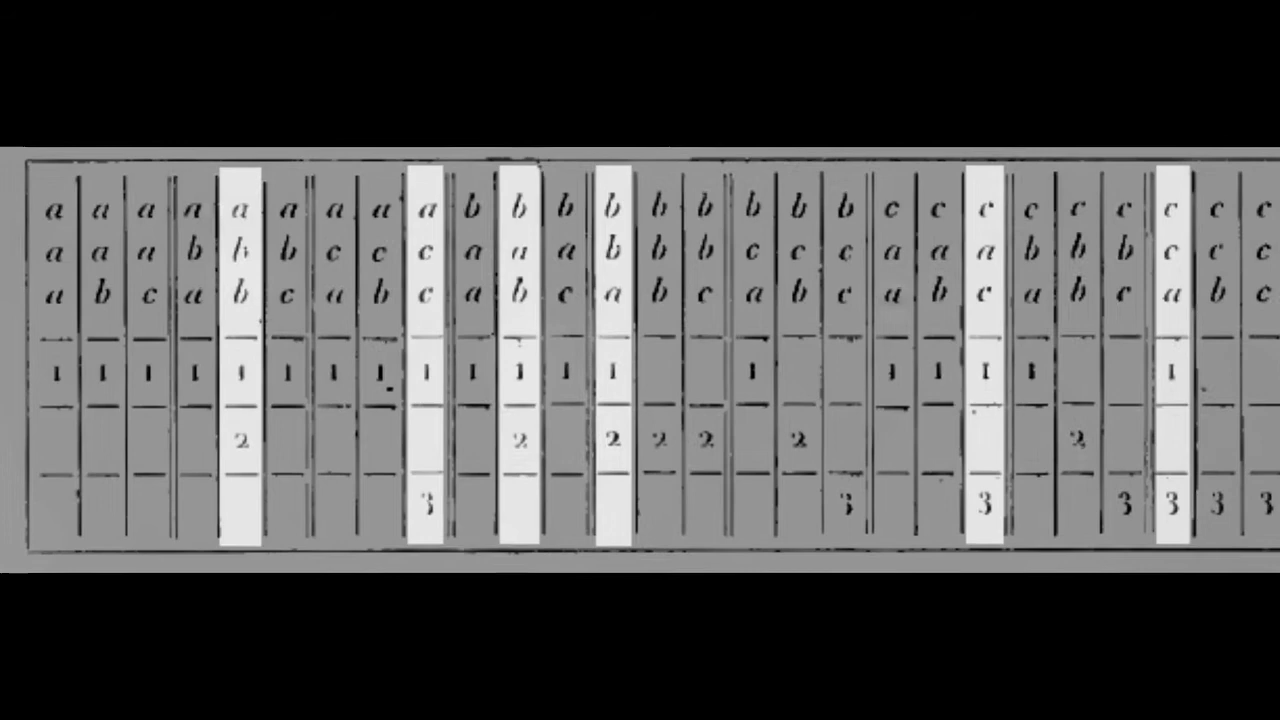 a a a a a a a a a b b b b b b b b b c c c c c c c c c
a a a b b b c c c a a a b b b c c c a a a b b b c c c
a b c a b c a b c a b c a b c a b c a b c a b c a b c
1 1 1 1 1 1 1 1 1 1 1 1 1 1 1 1 1 1 1
2 2 2 2 2 2 2
3 3 3 3 3 3 3